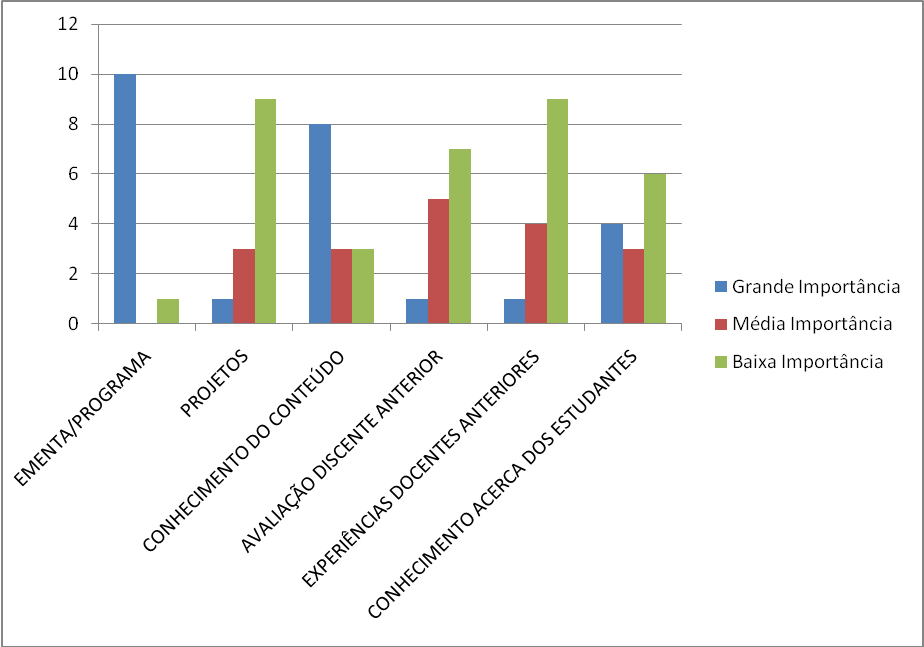 12
10
8
6
4
2
0
EMENTA/PROGRAMA
PROJETOS
CONHECIMENTO DO CONTEÚDO
AVALIAÇÃO DISCENTE ANTERIOR
EXPERIÊNCIAS DOCENTES ANTERIORES
CONHECIMENTO ACERCA DOS ESTUDANTES
Grande Importância
Média Importância
Baixa Importância